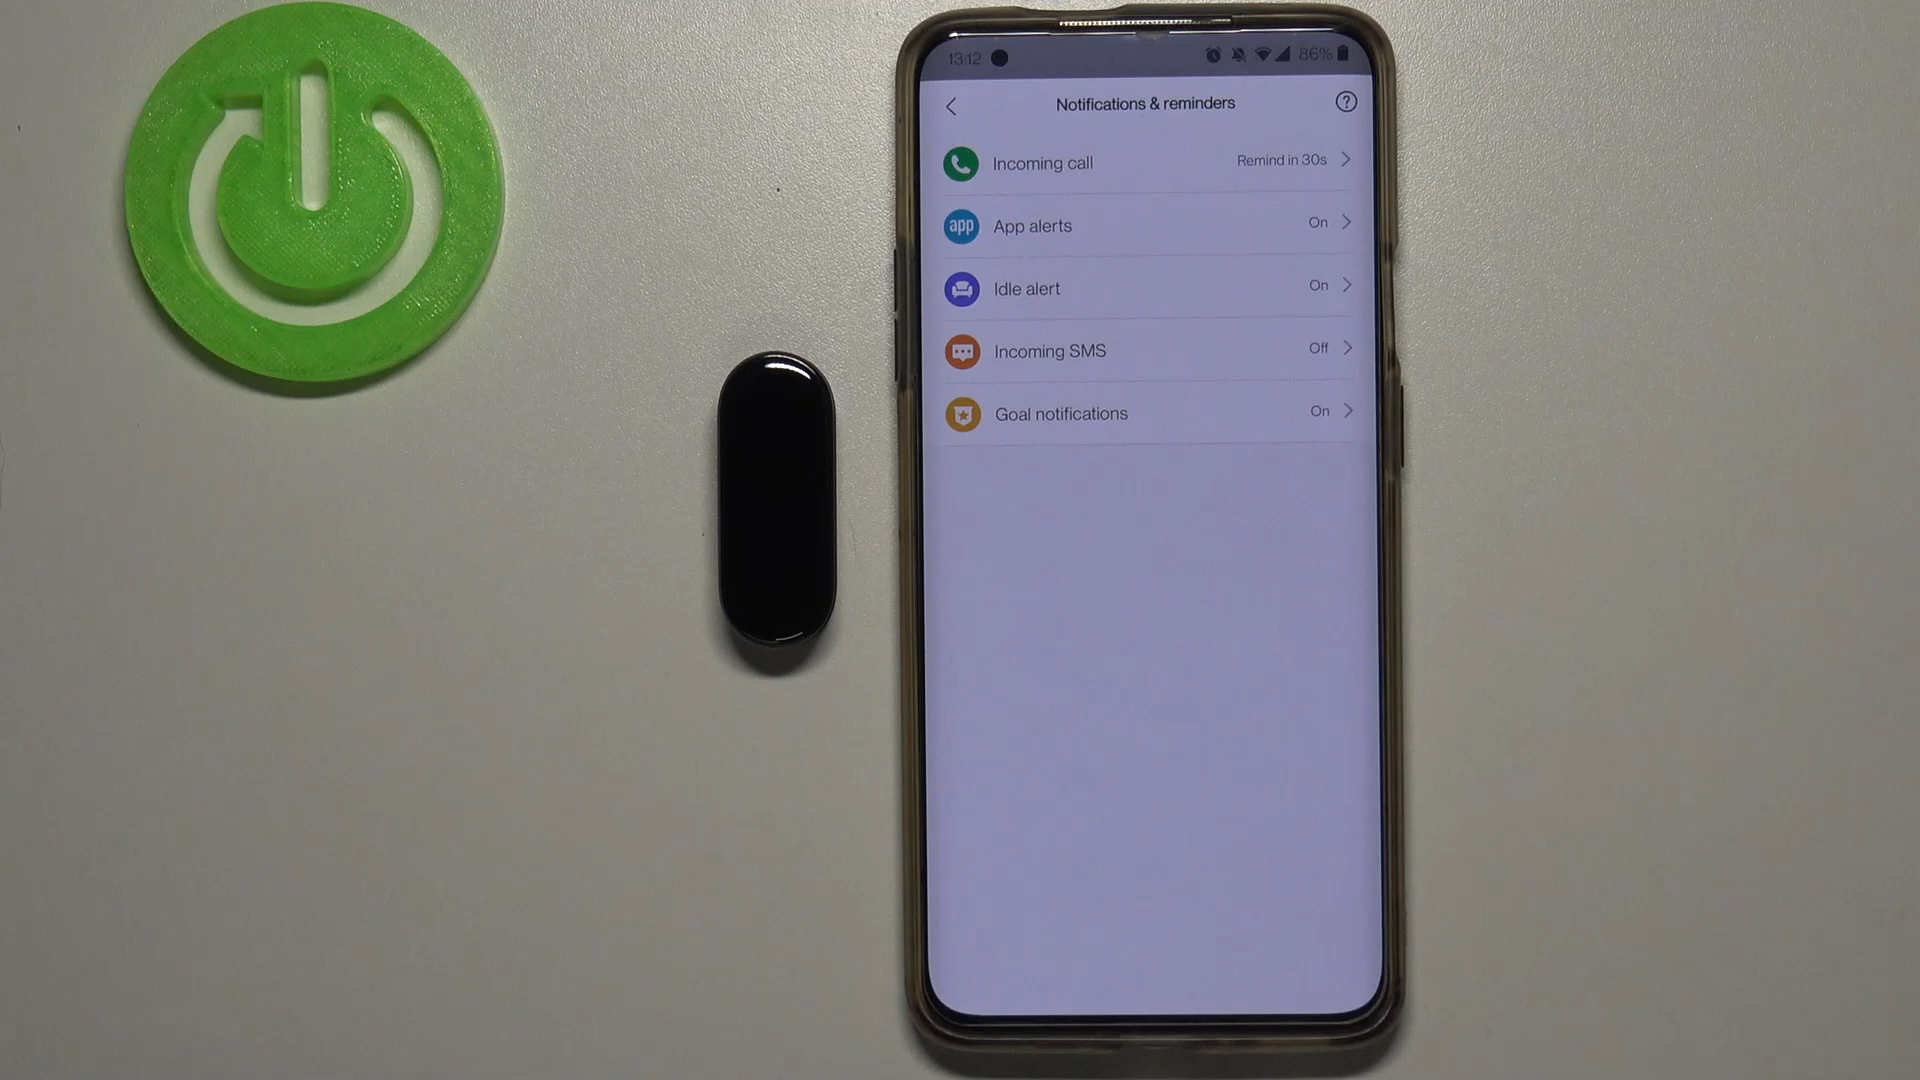 13:12 86%
Notifications & reminders
Incoming call Remind in 30s
app App alerts On
Idle alert On
Incoming SMS Off
Goal notifications On